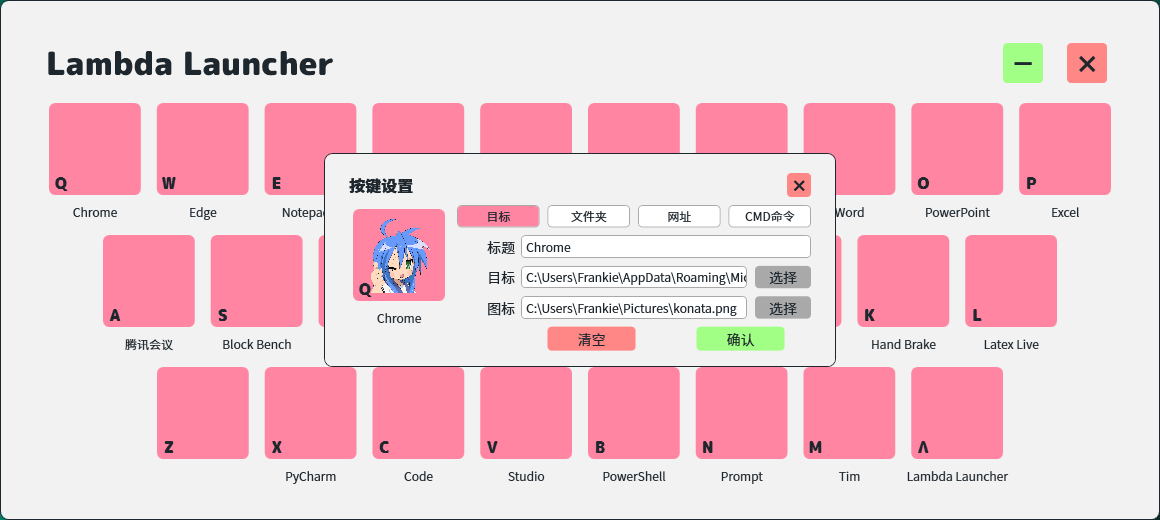 Lambda Launcher
Q W E O P
Chrome Edge Notepa Word PowerPoint Excel
按键设置
目标 文件夹 网址 CMD命令
标题 Chrome
目标 C:\Users\Frankie\AppData\Roaming\Mi 选择
图标 C:\Users\Frankie\Pictures\konata.png 选择
Q
Chrome
清空 确认
A S K L
腾讯会议 Block Bench Hand Brake Latex Live
Z X C V B N M Λ
PyCharm Code Studio PowerShell Prompt Tim Lambda Launcher